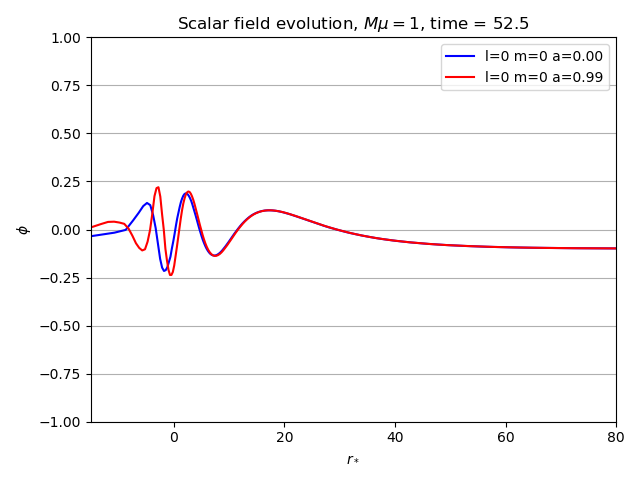 Scalar field evolution, Mμ = 1, time = 52.5
1.00
l=0 m=0 a=0.00
l=0 m=0 a=0.99
0.75
0.50
0.25
0.00
−0.25
−0.50
−0.75
−1.00
ϕ
0 20 40 60 80
r*